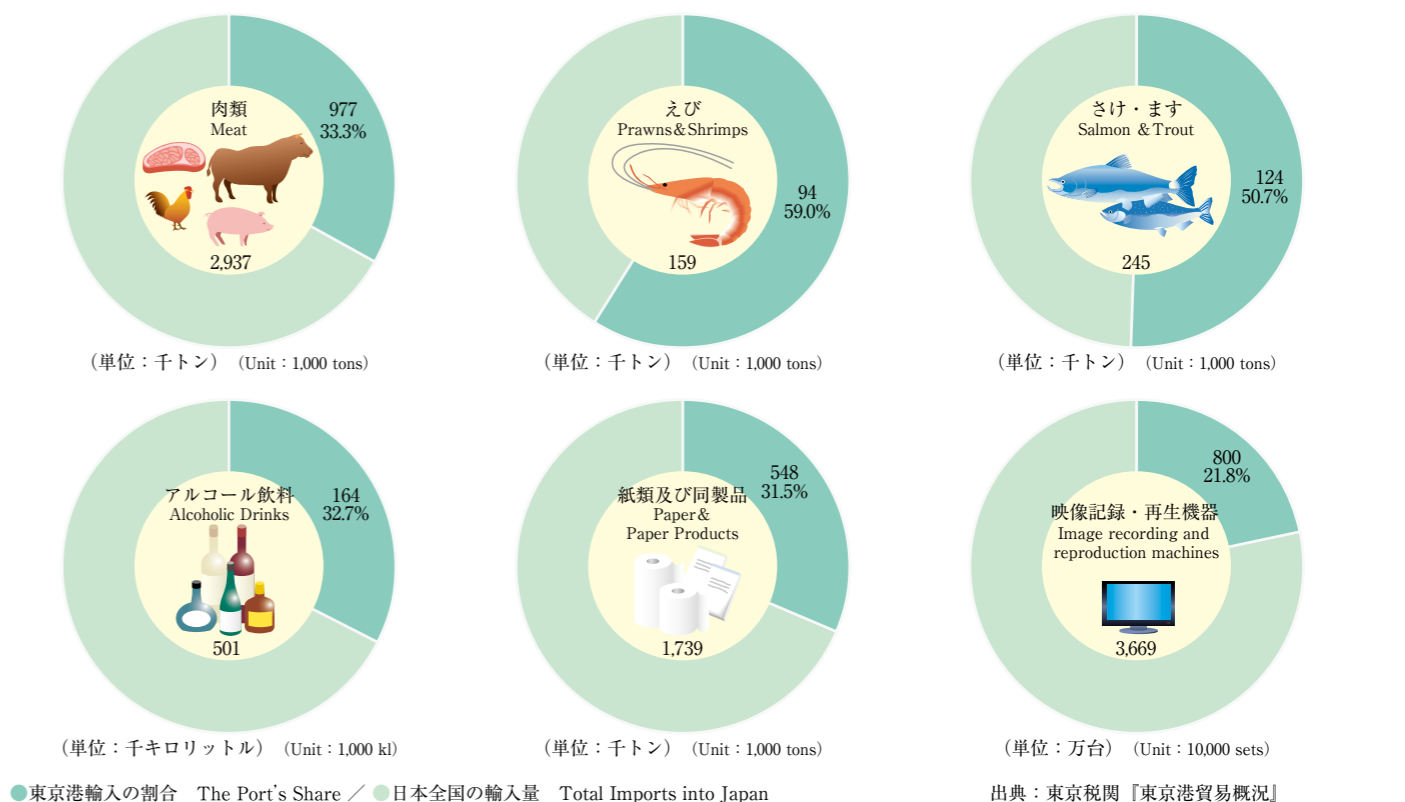 肉類
Meat
977
33.3%
2,937
（単位：千トン）（Unit：1,000 tons）
えび
Prawns&Shrimps
94
59.0%
159
（単位：千トン）（Unit：1,000 tons）
さけ・ます
Salmon &Trout
124
50.7%
245
（単位：千トン）（Unit：1,000 tons）
アルコール飲料
Alcoholic Drinks
164
32.7%
501
（単位：千キロリットル）（Unit：1,000 kl）
紙類及び同製品
Paper&
Paper Products
548
31.5%
1,739
（単位：千トン）（Unit：1,000 tons）
映像記録・再生機器
Image recording and
reproduction machines
800
21.8%
3,669
（単位：万台）（Unit：10,000 sets）
●東京港輸入の割合　The Port's Share ／ ●日本全国の輸入量　Total Imports into Japan
出典：東京税関『東京港貿易概況』